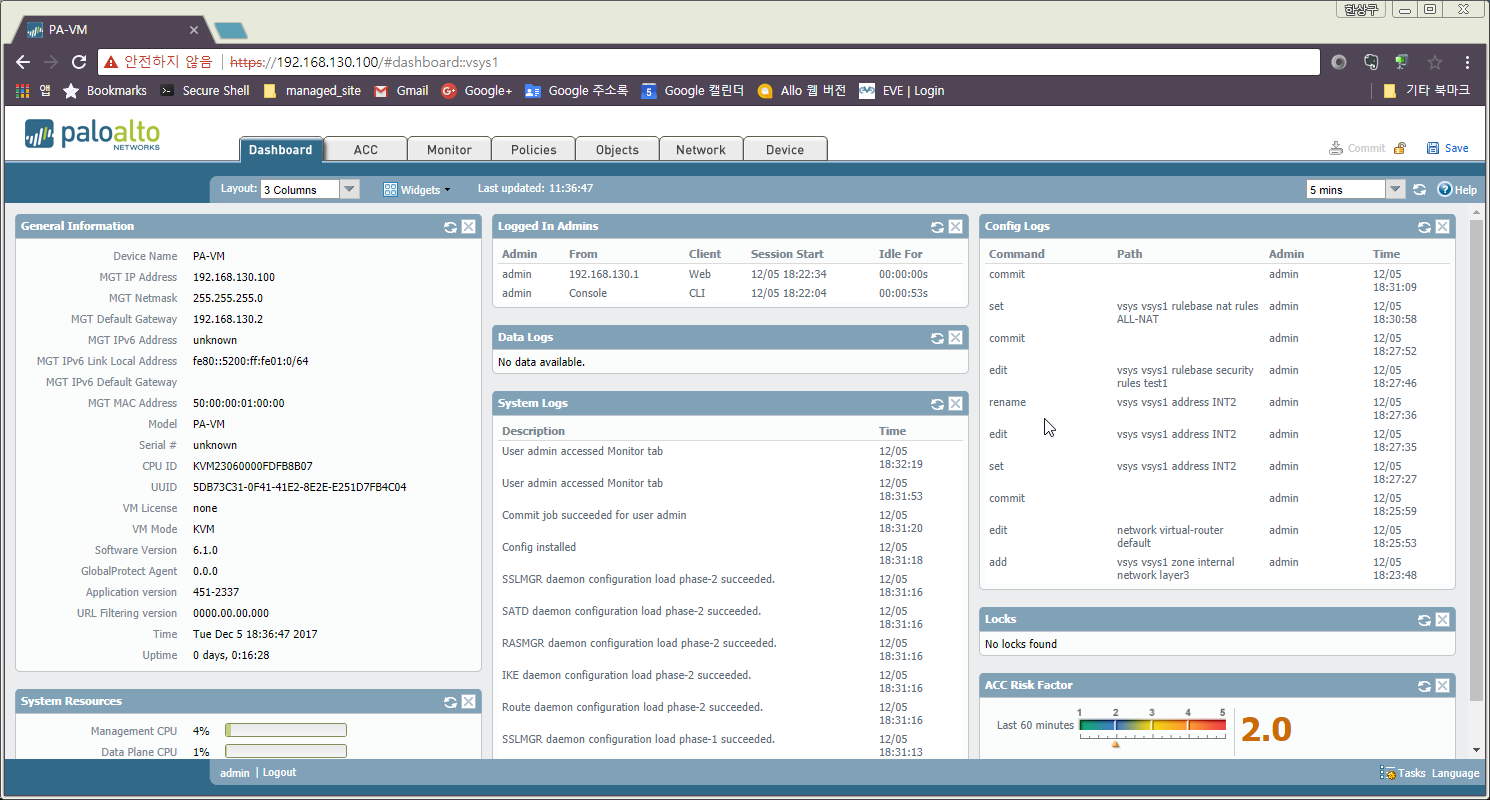 한상구
PA-VM
안전하지 않음 https://192.168.130.100/#dashboard::vsys1
앱 Bookmarks Secure Shell managed_site Gmail Google+ Google 주소록 5 Google 캘린더 Allo 웹 버전 EVE | Login 기타 북마크
paloalto
NETWORKS
Dashboard ACC Monitor Policies Objects Network Device
Commit Save
Layout: 3 Columns Widgets Last updated: 11:36:47 5 mins Help
General Information
Device Name PA-VM
MGT IP Address 192.168.130.100
MGT Netmask 255.255.255.0
MGT Default Gateway 192.168.130.2
MGT IPv6 Address unknown
MGT IPv6 Link Local Address fe80::5200:ff:fe01:0/64
MGT IPv6 Default Gateway
MGT MAC Address 50:00:00:01:00:00
Model PA-VM
Serial # unknown
CPU ID KVM23060000FDFB8B07
UUID 5DB73C31-0F41-41E2-8E2E-E251D7FB4C04
VM License none
VM Mode KVM
Software Version 6.1.0
GlobalProtect Agent 0.0.0
Application version 451-2337
URL Filtering version 0000.00.00.000
Time Tue Dec 5 18:36:47 2017
Uptime 0 days, 0:16:28
System Resources
Management CPU 4%
Data Plane CPU 1%
Logged In Admins
Admin From Client Session Start Idle For
admin 192.168.130.1 Web 12/05 18:22:34 00:00:00s
admin Console CLI 12/05 18:22:04 00:00:53s
Data Logs
No data available.
System Logs
Description Time
User admin accessed Monitor tab 12/05
18:32:19
User admin accessed Monitor tab 12/05
18:31:53
Commit job succeeded for user admin 12/05
18:31:20
Config installed 12/05
18:31:18
SSLMGR daemon configuration load phase-2 succeeded. 12/05
18:31:16
SATD daemon configuration load phase-2 succeeded. 12/05
18:31:16
RASMGR daemon configuration load phase-2 succeeded. 12/05
18:31:16
IKE daemon configuration load phase-2 succeeded. 12/05
18:31:16
Route daemon configuration load phase-2 succeeded. 12/05
18:31:16
SSLMGR daemon configuration load phase-1 succeeded. 12/05
18:31:13
Config Logs
Command Path Admin Time
commit admin 12/05
18:31:09
set vsys vsys1 rulebase nat rules admin 12/05
ALL-NAT 18:30:58
commit admin 12/05
18:27:52
edit vsys vsys1 rulebase security admin 12/05
rules test1 18:27:46
rename vsys vsys1 address INT2 admin 12/05
18:27:36
edit vsys vsys1 address INT2 admin 12/05
18:27:35
set vsys vsys1 address INT2 admin 12/05
18:27:27
commit admin 12/05
18:25:59
edit network virtual-router admin 12/05
default 18:25:53
add vsys vsys1 zone internal admin 12/05
network layer3 18:23:48
Locks
No locks found
ACC Risk Factor
1 2 3 4 5
Last 60 minutes 2.0
admin | Logout Tasks Language